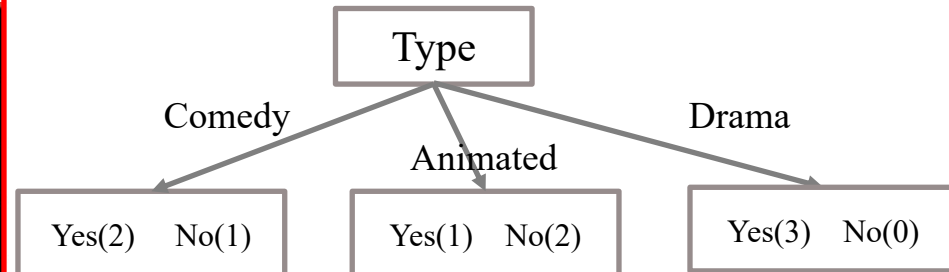 Type
Comedy
Drama
Animated
Yes(2) No(1)
Yes(1) No(2)
Yes(3) No(0)